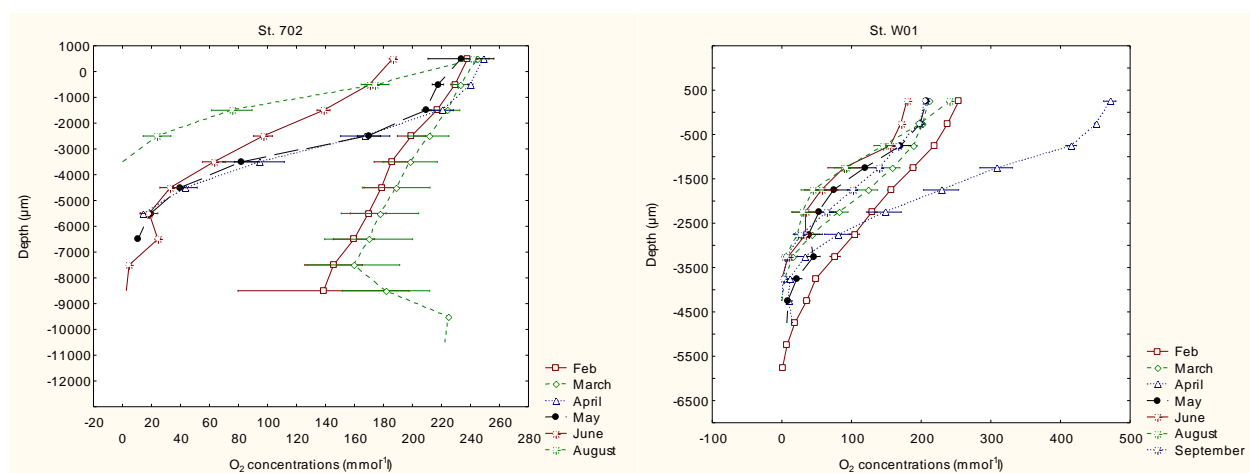 St. 702
1000
0
-1000
-2000
-3000
-4000
-5000
-6000
-7000
-8000
-9000
-10000
-11000
-12000
Depth (µm)
-20 20 60 100 140 180 220 260
0 40 80 120 160 200 240 280
O2 concentrations (mmol-1l)
Feb
March
April
May
June
August
St. W01
500
-500
-1500
-2500
-3500
-4500
-5500
-6500
Depth (µm)
-100 0 100 200 300 400 500
O2 concentrations (mmol-1l)
Feb
March
April
May
June
August
September